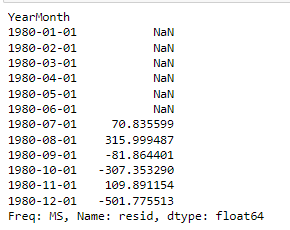 YearMonth
1980-01-01 NaN
1980-02-01 NaN
1980-03-01 NaN
1980-04-01 NaN
1980-05-01 NaN
1980-06-01 NaN
1980-07-01 70.835599
1980-08-01 315.999487
1980-09-01 -81.864401
1980-10-01 -307.353290
1980-11-01 109.891154
1980-12-01 -501.775513
Freq: MS, Name: resid, dtype: float64